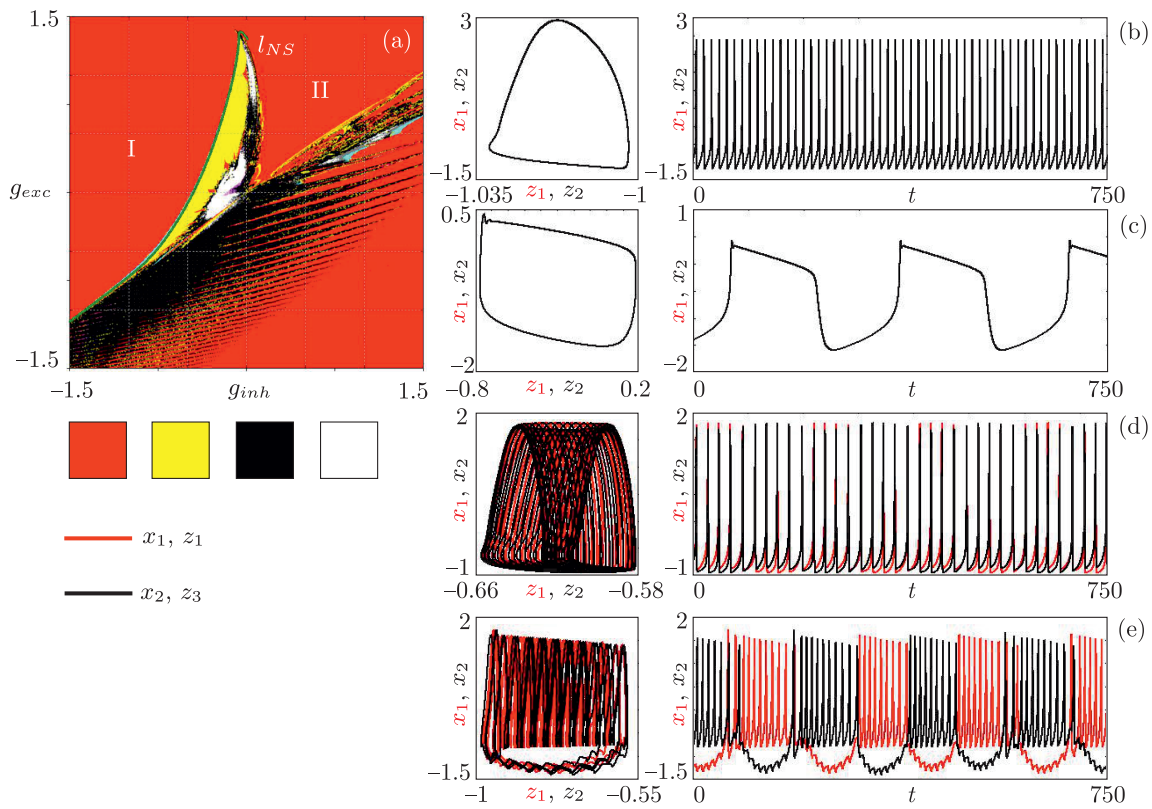 1.5
g_exc
−1.5
−1.5
g_inh
1.5
(a)
l_NS
I
II
x_1, z_1
x_2, z_3
3
x_1, x_2
−1.5
−1.035
z_1, z_2
−1
3
x_1, x_2
−1.5
0
t
750
(b)
0.5
x_1, x_2
−2
−0.8
z_1, z_2
0.2
1
x_1, x_2
−2
0
t
750
(c)
2
x_1, x_2
−1
−0.66
z_1, z_2
−0.58
2
x_1, x_2
−1
0
t
750
(d)
2
x_1, x_2
−1.5
−1
z_1, z_2
−0.55
2
x_1, x_2
−1.5
0
t
750
(e)